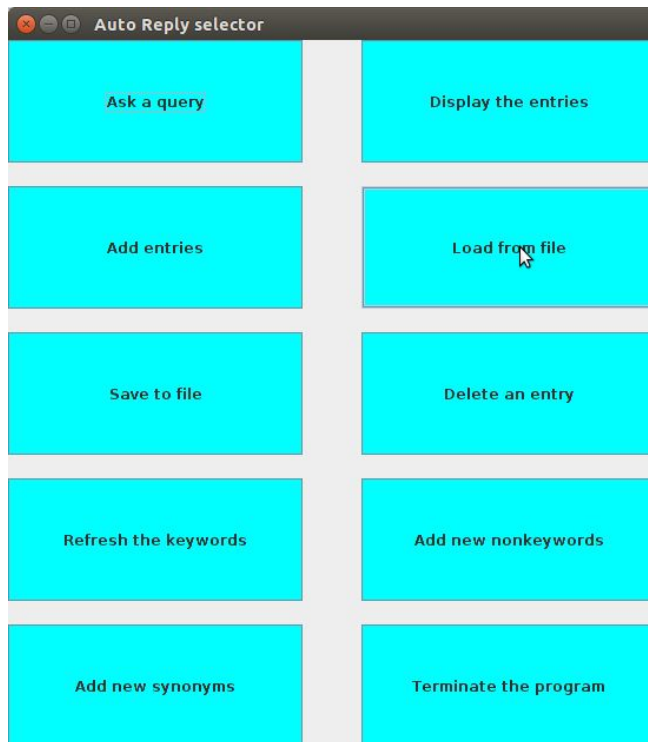 Auto Reply selector
Ask a query
Display the entries
Add entries
Load from file
Save to file
Delete an entry
Refresh the keywords
Add new nonkeywords
Add new synonyms
Terminate the program